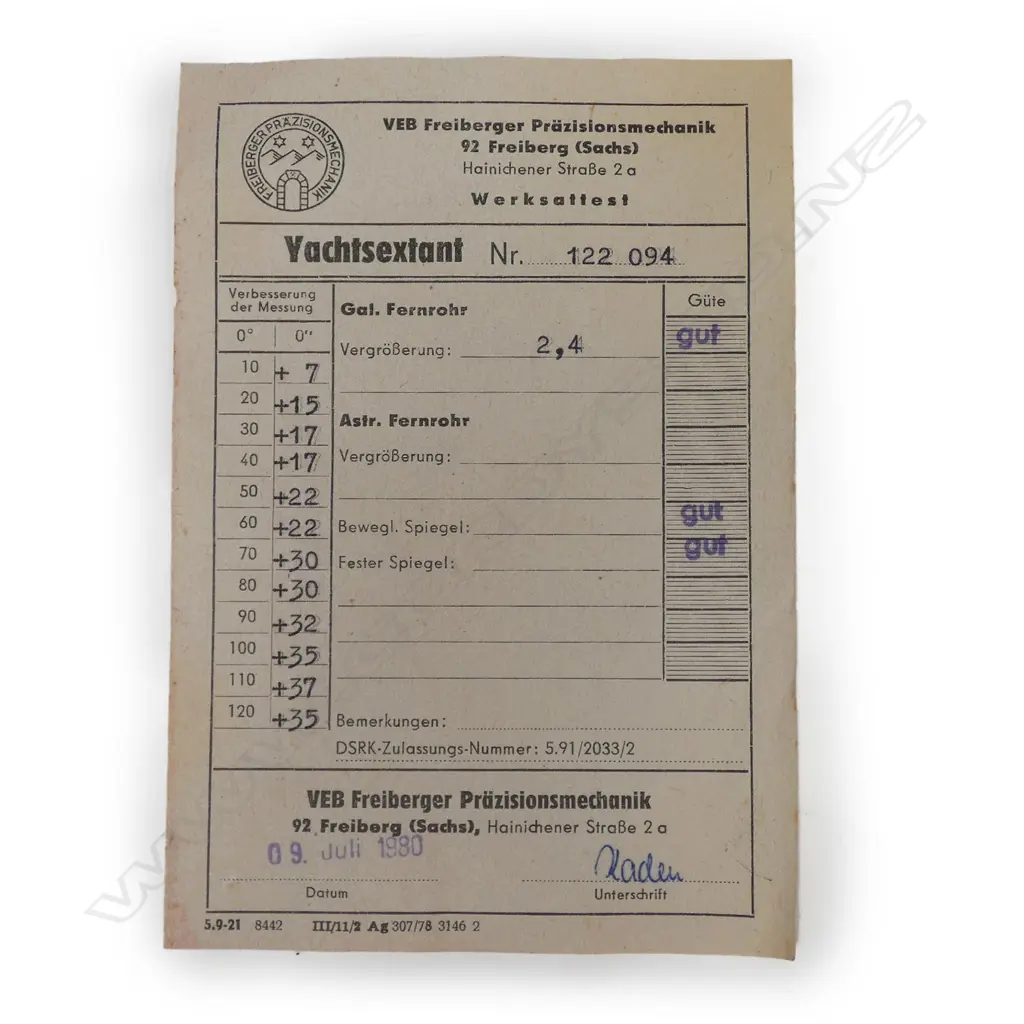 FREIBERGER PRÄZISIONSMECHANIK
VEB Freiberger Präzisionsmechanik
92 Freiberg (Sachs)
Hainichener Straße 2 a
Werksattest
Yachtsextant Nr. 122 094
Verbesserung
der Messung
0° 0"
10 + 7
20 +15
30 +17
40 +17
50 +22
60 +22
70 +30
80 +30
90 +32
100 +35
110 +37
120 +35
Gal. Fernrohr
Vergrößerung: 2,4
Astr. Fernrohr
Vergrößerung:
Bewegl. Spiegel:
Fester Spiegel:
Güte
gut
gut
gut
Bemerkungen:
DSRK-Zulassungs-Nummer: 5.91/2033/2
VEB Freiberger Präzisionsmechanik
92 Freiberg (Sachs), Hainichener Straße 2 a
09. Juli 1980
Raden
Datum Unterschrift
5.9-21 8442 III/11/2 Ag 307/78 3146 2